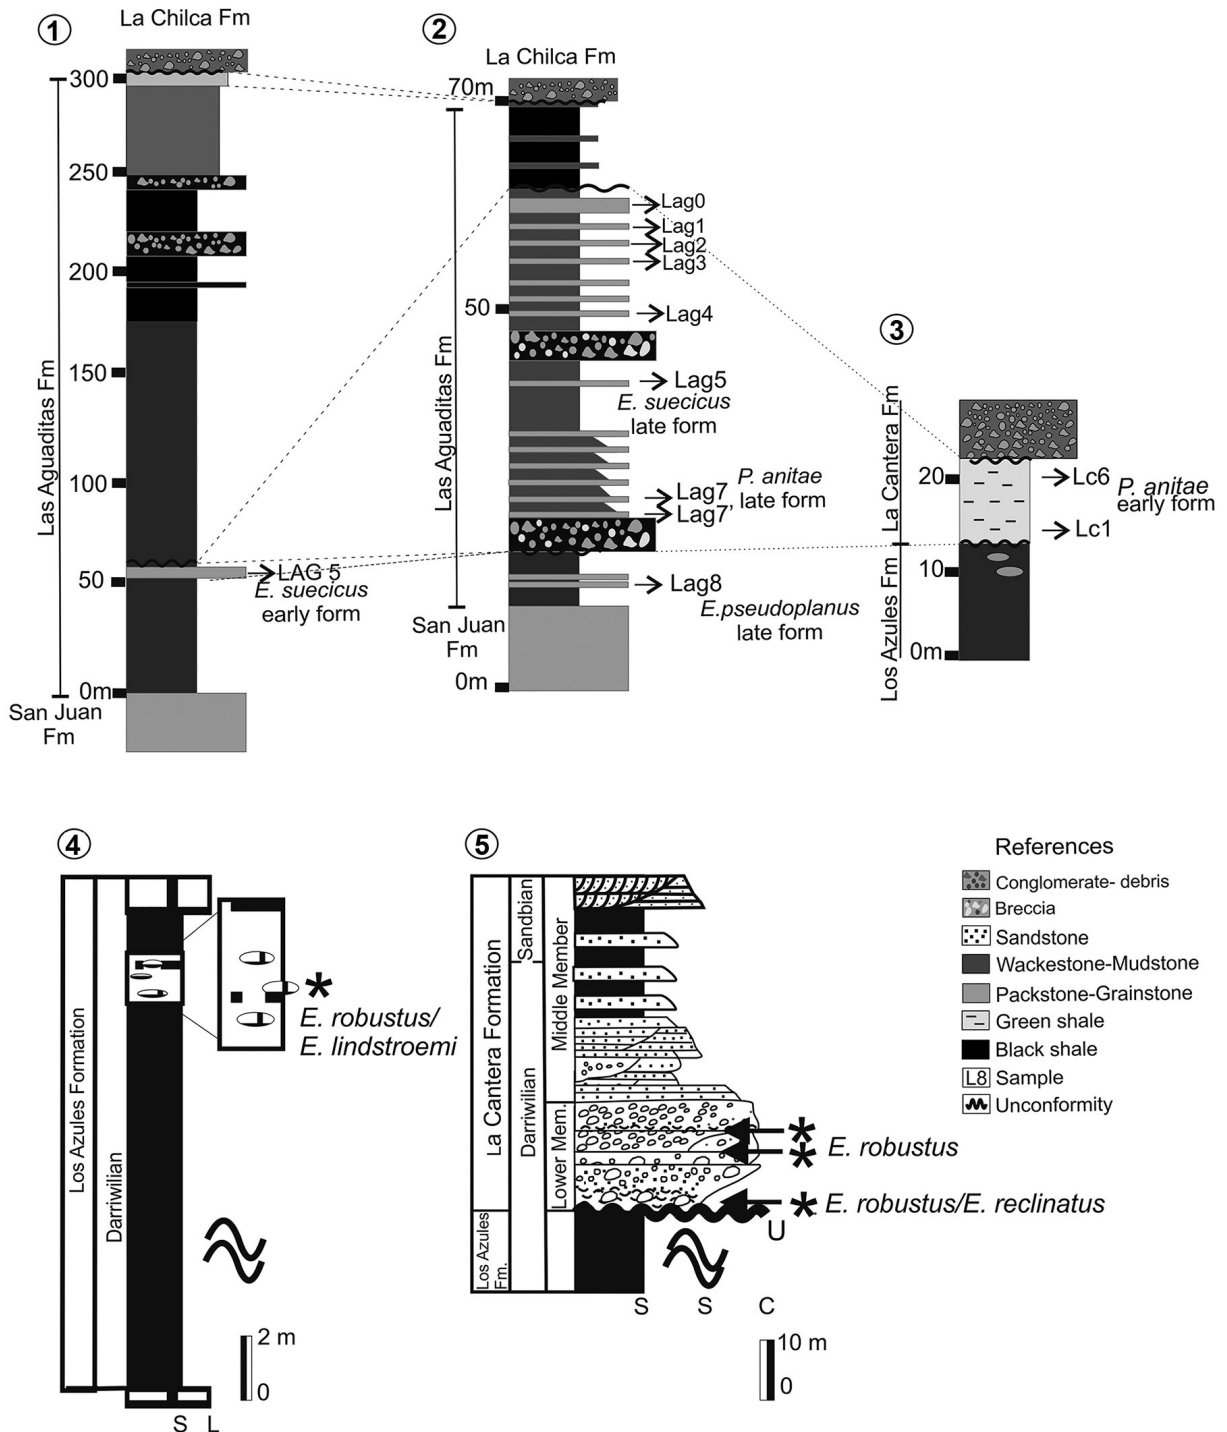 1
La Chilca Fm
300
250
200
150
100
50
0m
Las Aguaditas Fm
LAG 5
E. suecicus
early form
San Juan
Fm
2
La Chilca Fm
70m
50
0m
Las Aguaditas Fm
Lag0
Lag1
Lag2
Lag3
Lag4
Lag5
E. suecicus
late form
Lag7
Lag7'
P. anitae
late form
Lag8
E.pseudoplanus
late form
San Juan
Fm
3
La Cantera Fm
Los Azules Fm
20
10
0m
Lc6
P. anitae
early form
Lc1
4
Los Azules Formation
Darriwilian
*
E. robustus/
E. lindstroemi
2 m
0
S L
5
La Cantera Formation
Los Azules
Fm.
Sandbian
Darriwilian
Middle Member
Lower Mem.
*
* E. robustus
* E. robustus/E. reclinatus
U
S S C
10 m
0
References
Conglomerate- debris
Breccia
Sandstone
Wackestone-Mudstone
Packstone-Grainstone
Green shale
Black shale
L8 Sample
Unconformity